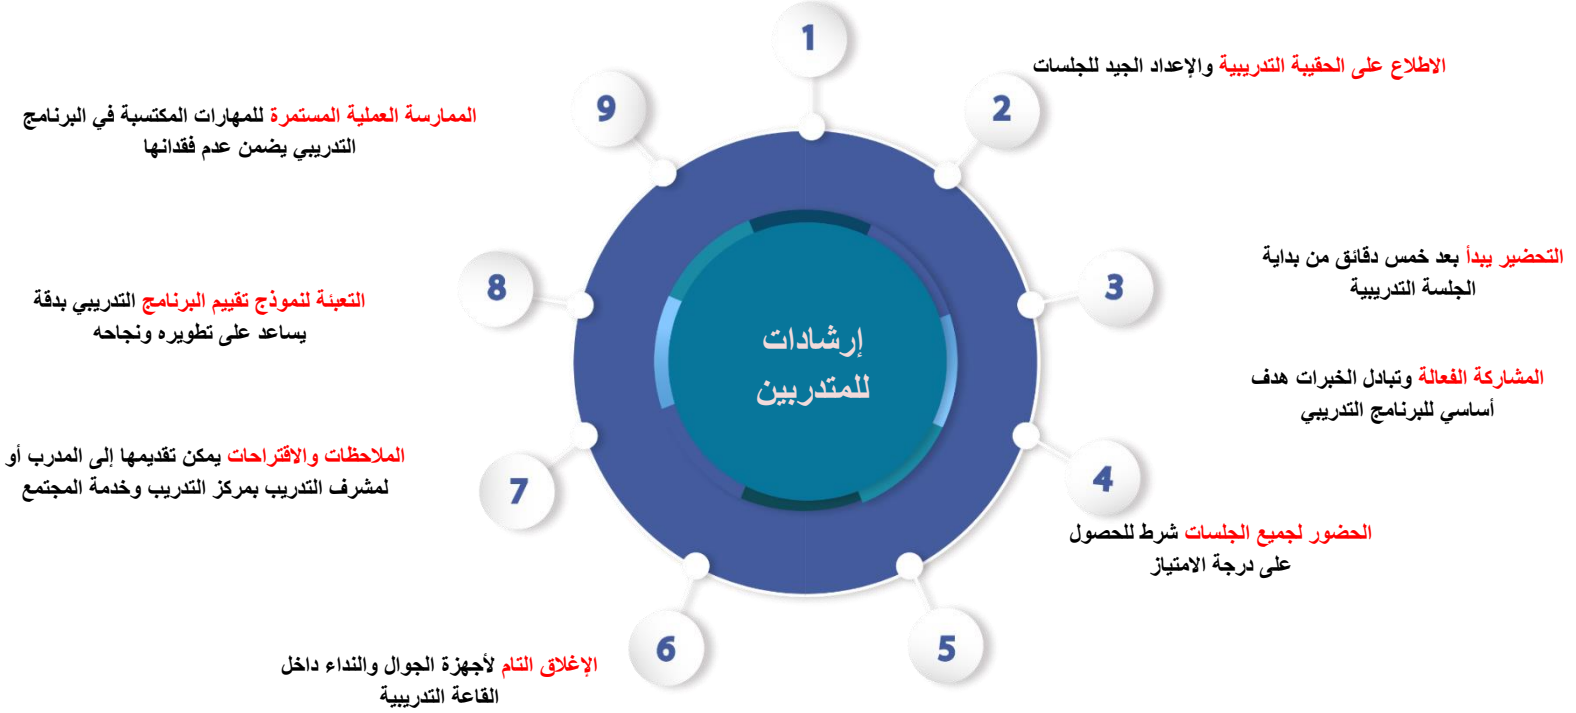 إرشادات
للمتدربين
1
الاطلاع على الحقيبة التدريبية والإعداد الجيد للجلسات
2
التحضير يبدأ بعد خمس دقائق من بداية
الجلسة التدريبية
3
المشاركة الفعالة وتبادل الخبرات هدف
أساسي للبرنامج التدريبي
4
الحضور لجميع الجلسات شرط للحصول
على درجة الامتياز
5
الإغلاق التام لأجهزة الجوال والنداء داخل
القاعة التدريبية
6
الملاحظات والاقتراحات يمكن تقديمها إلى المدرب أو
لمشرف التدريب بمركز التدريب وخدمة المجتمع
7
التعبئة لنموذج تقييم البرنامج التدريبي بدقة
يساعد على تطويره ونجاحه
8
الممارسة العملية المستمرة للمهارات المكتسبة في البرنامج
التدريبي يضمن عدم فقدانها
9